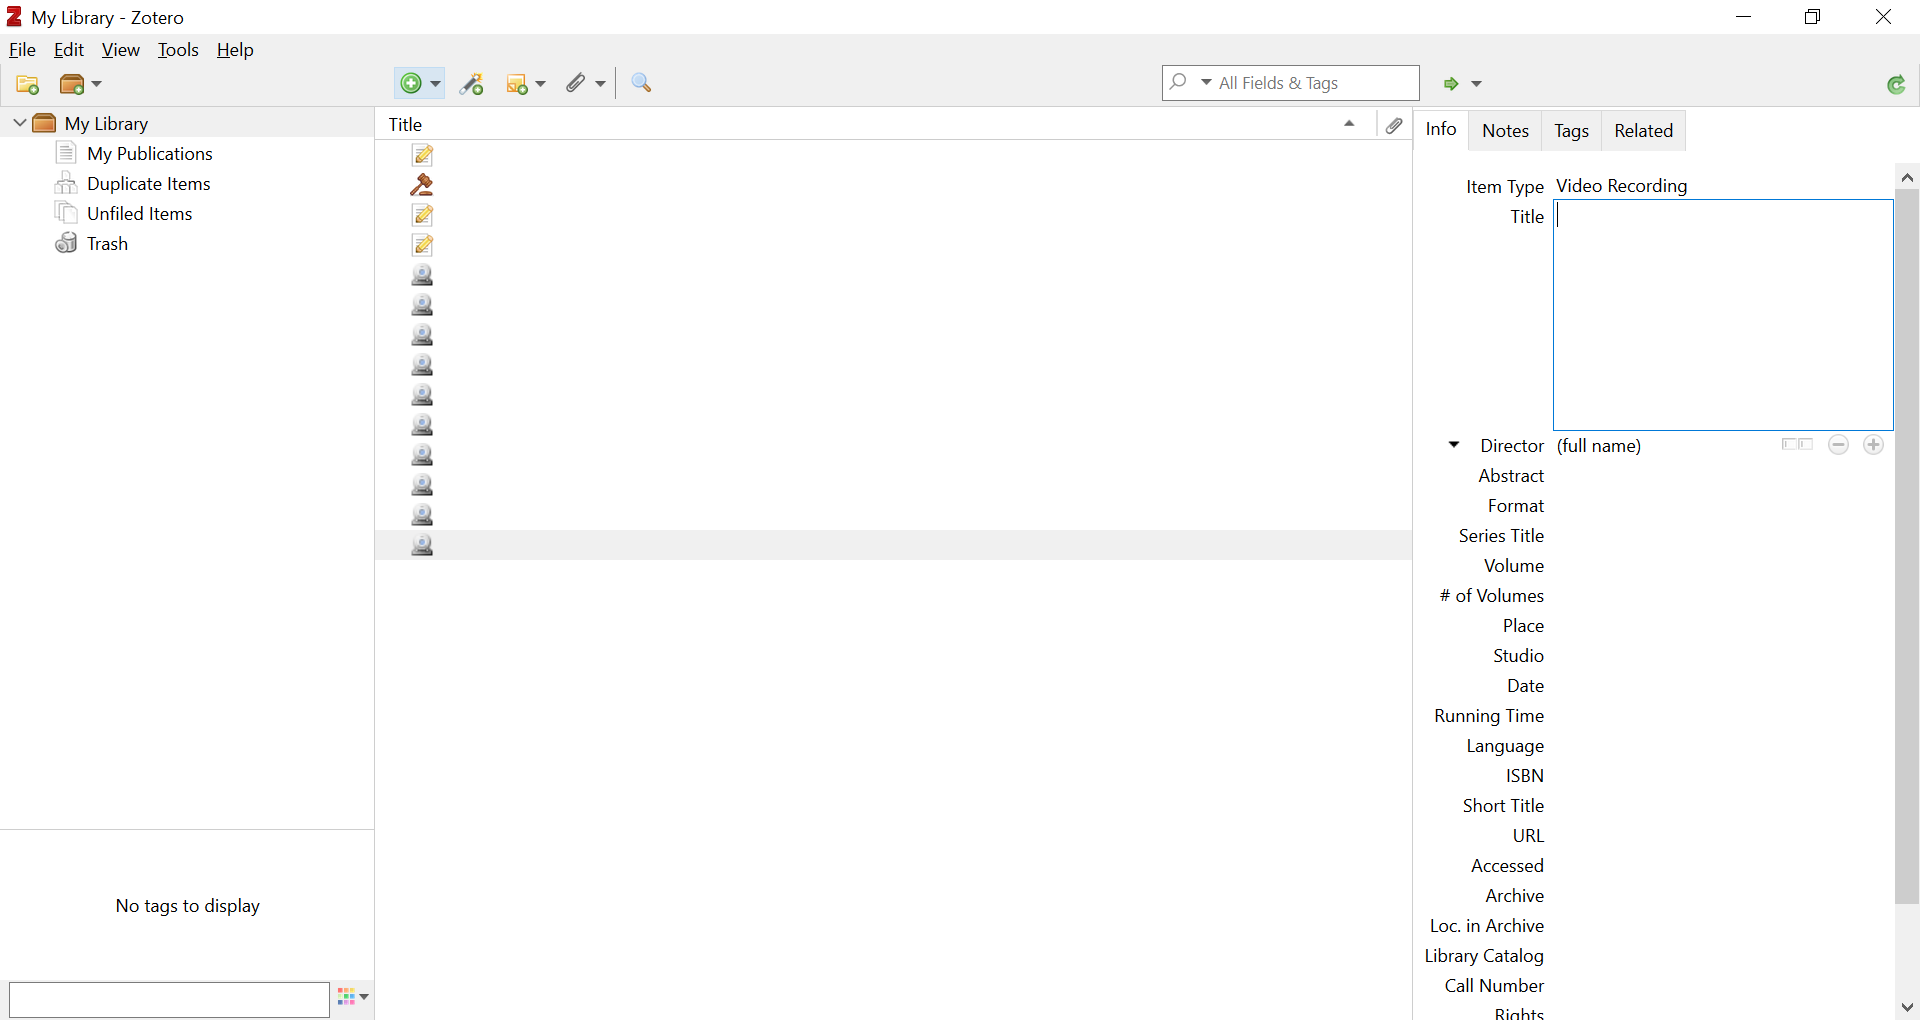 My Library - Zotero
File Edit View Tools Help
All Fields & Tags
My Library
My Publications
Duplicate Items
Unfiled Items
Trash
No tags to display
Title
Info Notes Tags Related
Item Type Video Recording
Title
Director (full name)
Abstract
Format
Series Title
Volume
# of Volumes
Place
Studio
Date
Running Time
Language
ISBN
Short Title
URL
Accessed
Archive
Loc. in Archive
Library Catalog
Call Number
Rights